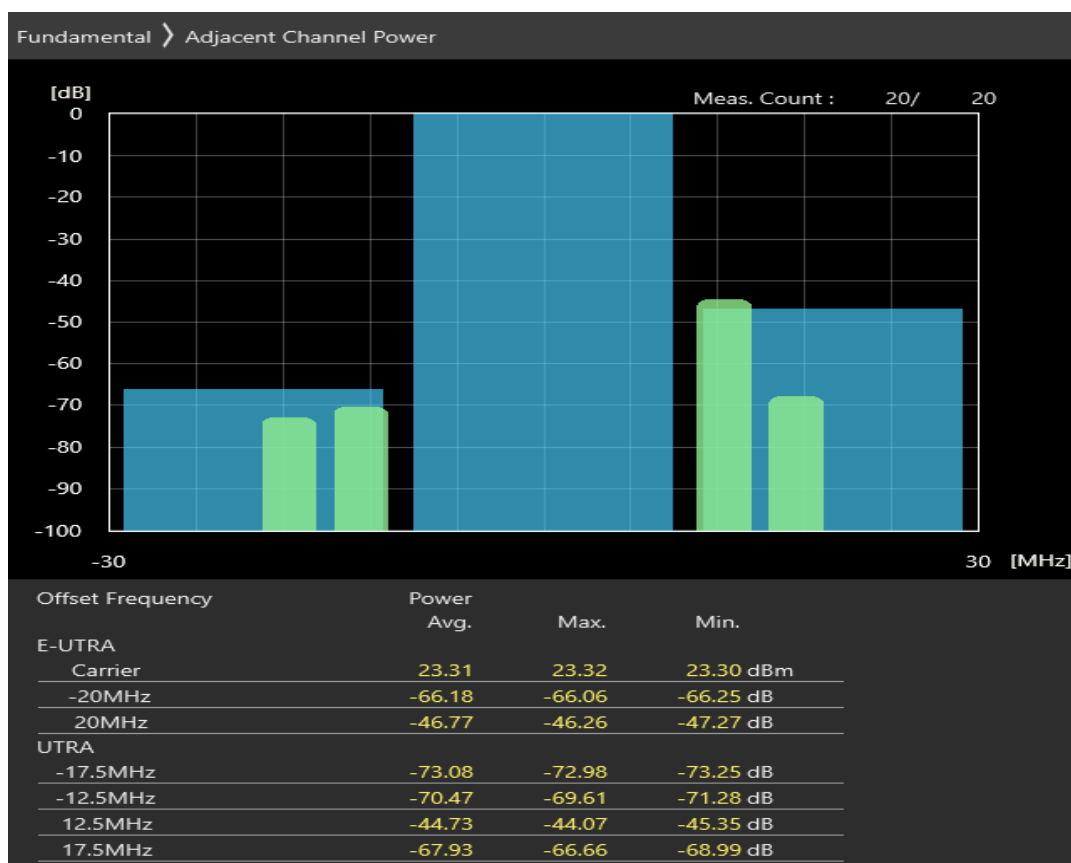 Fundamental ❯ Adjacent Channel Power
[dB]
Meas. Count : 20/ 20
0
-10
-20
-30
-40
-50
-60
-70
-80
-90
-100
-30 30 [MHz]
Offset Frequency Power
Avg. Max. Min.
E-UTRA
Carrier 23.31 23.32 23.30 dBm
-20MHz -66.18 -66.06 -66.25 dB
20MHz -46.77 -46.26 -47.27 dB
UTRA
-17.5MHz -73.08 -72.98 -73.25 dB
-12.5MHz -70.47 -69.61 -71.28 dB
12.5MHz -44.73 -44.07 -45.35 dB
17.5MHz -67.93 -66.66 -68.99 dB